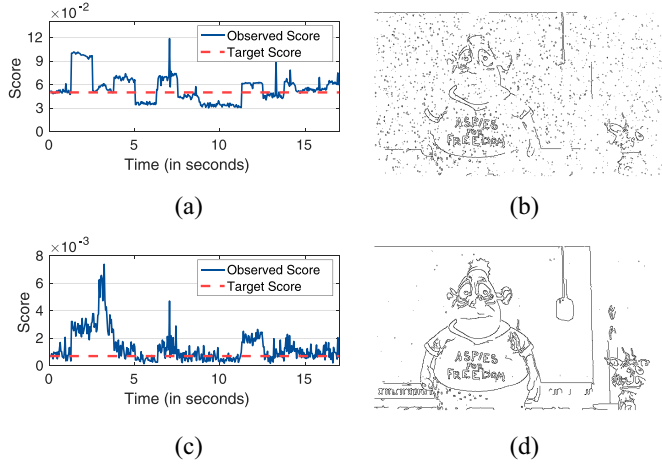 ×10⁻²
12
9
6
3
0
Score
Observed Score
Target Score
0 5 10 15
Time (in seconds)
(a)
ASPIES
FOR
FREEDOM
(b)
×10⁻³
8
6
4
2
0
Score
Observed Score
Target Score
0 5 10 15
Time (in seconds)
(c)
ASPIES
FOR
FREEDOM
(d)